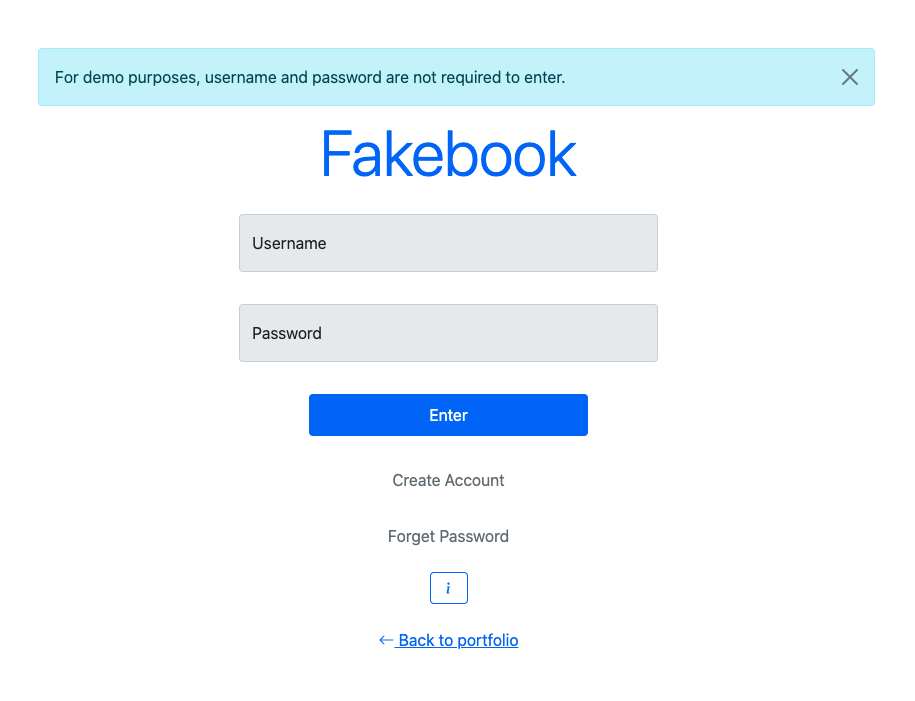 For demo purposes, username and password are not required to enter.
Fakebook
Username
Password
Enter
Create Account
Forget Password
i
← Back to portfolio